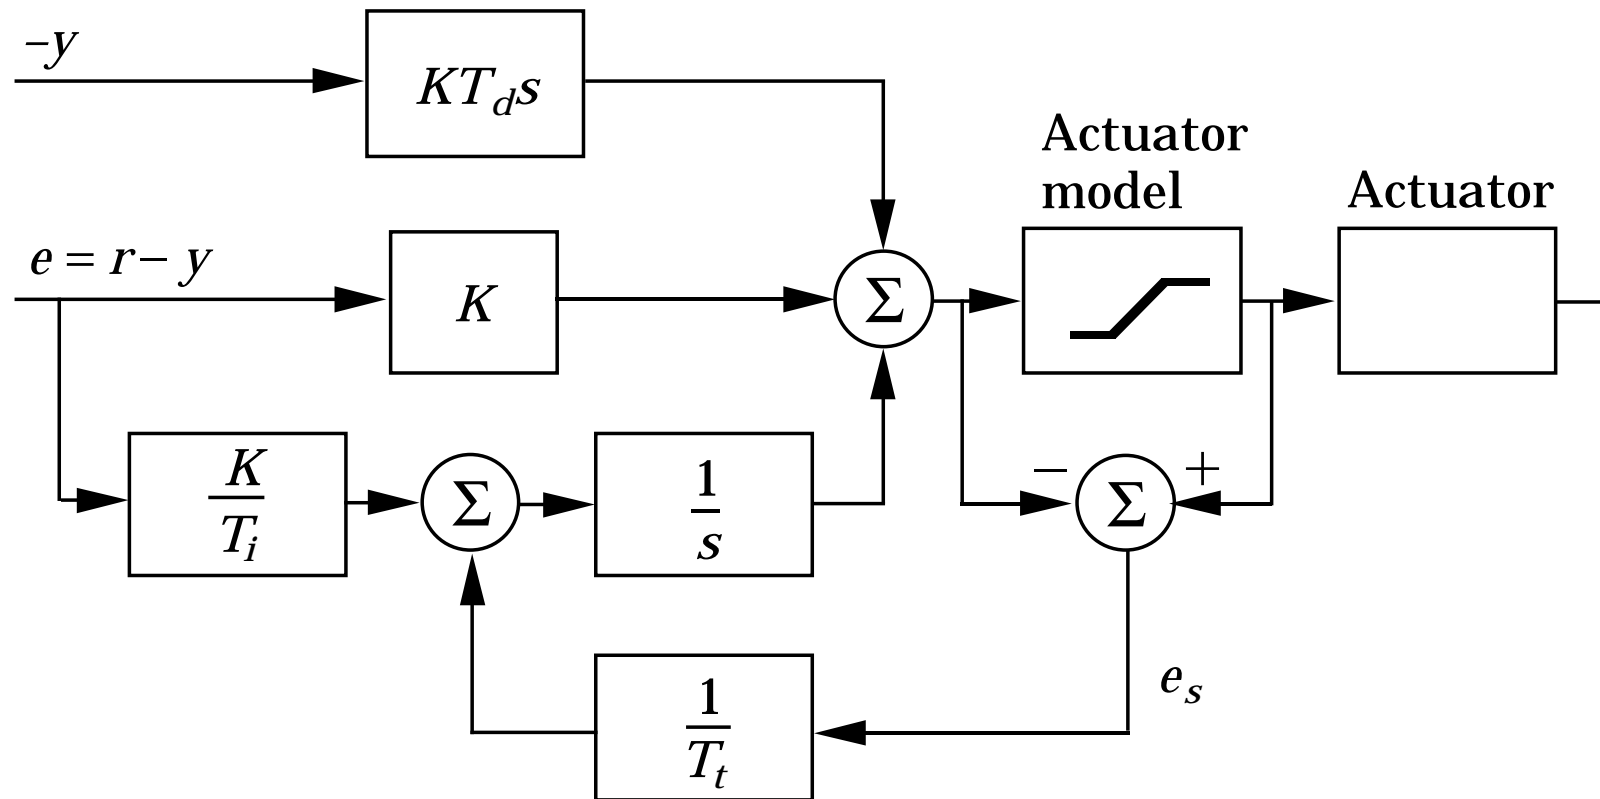 –y
KT_d s
Actuator
model
Actuator
e = r – y
K
Σ
K
T_i
Σ
1
s
–
Σ
+
1
T_t
e_s